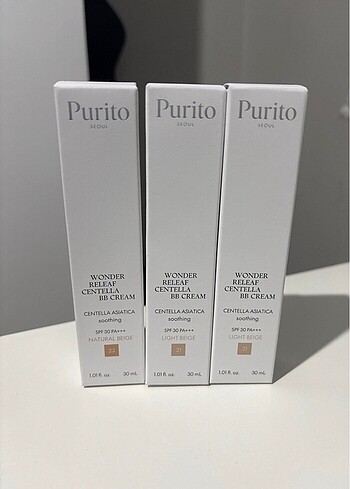 Purito
SEOUL
WONDER
RELEAF
CENTELLA
BB CREAM
CENTELLA ASIATICA
soothing
SPF 30 PA+++
NATURAL BEIGE
23
1.01 fl. oz. 30 mL
Purito
SEOUL
WONDER
RELEAF
CENTELLA
BB CREAM
CENTELLA ASIATICA
soothing
SPF 30 PA+++
LIGHT BEIGE
21
1.01 fl. oz. 30 mL
Purito
SEOUL
WONDER
RELEAF
CENTELLA
BB CREAM
CENTELLA ASIATICA
soothing
SPF 30 PA+++
LIGHT BEIGE
21
1.01 fl. oz. 30 mL